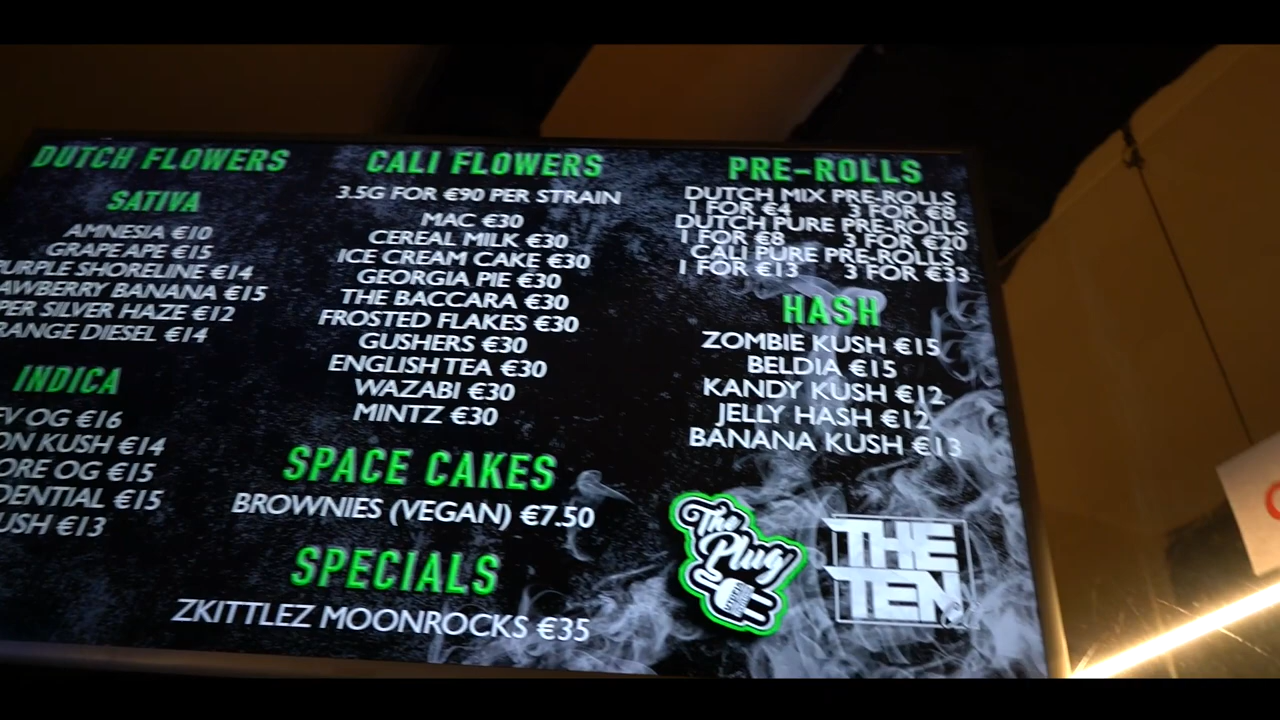 DUTCH FLOWERS
SATIVA
AMNESIA €10
GRAPE APE €15
PURPLE SHORELINE €14
AWBERRY BANANA €15
PER SILVER HAZE €12
RANGE DIESEL €14
INDICA
OG €16
ON KUSH €14
ORE OG €15
DENTIAL €15
USH €13
CALI FLOWERS
3.5G FOR €90 PER STRAIN
MAC €30
CEREAL MILK €30
ICE CREAM CAKE €30
GEORGIA PIE €30
THE BACCARA €30
FROSTED FLAKES €30
GUSHERS €30
ENGLISH TEA €30
WAZABI €30
MINTZ €30
SPACE CAKES
BROWNIES (VEGAN) €7.50
SPECIALS
ZKITTLEZ MOONROCKS €35
PRE-ROLLS
DUTCH MIX PRE-ROLLS
1 FOR €4 3 FOR €8
DUTCH PURE PRE-ROLLS
1 FOR €8 3 FOR €20
CALI PURE PRE-ROLLS
1 FOR €13 3 FOR €33
HASH
ZOMBIE KUSH €15
BELDIA €15
KANDY KUSH €12
JELLY HASH €12
BANANA KUSH €13
The
Plug
THE
TEN